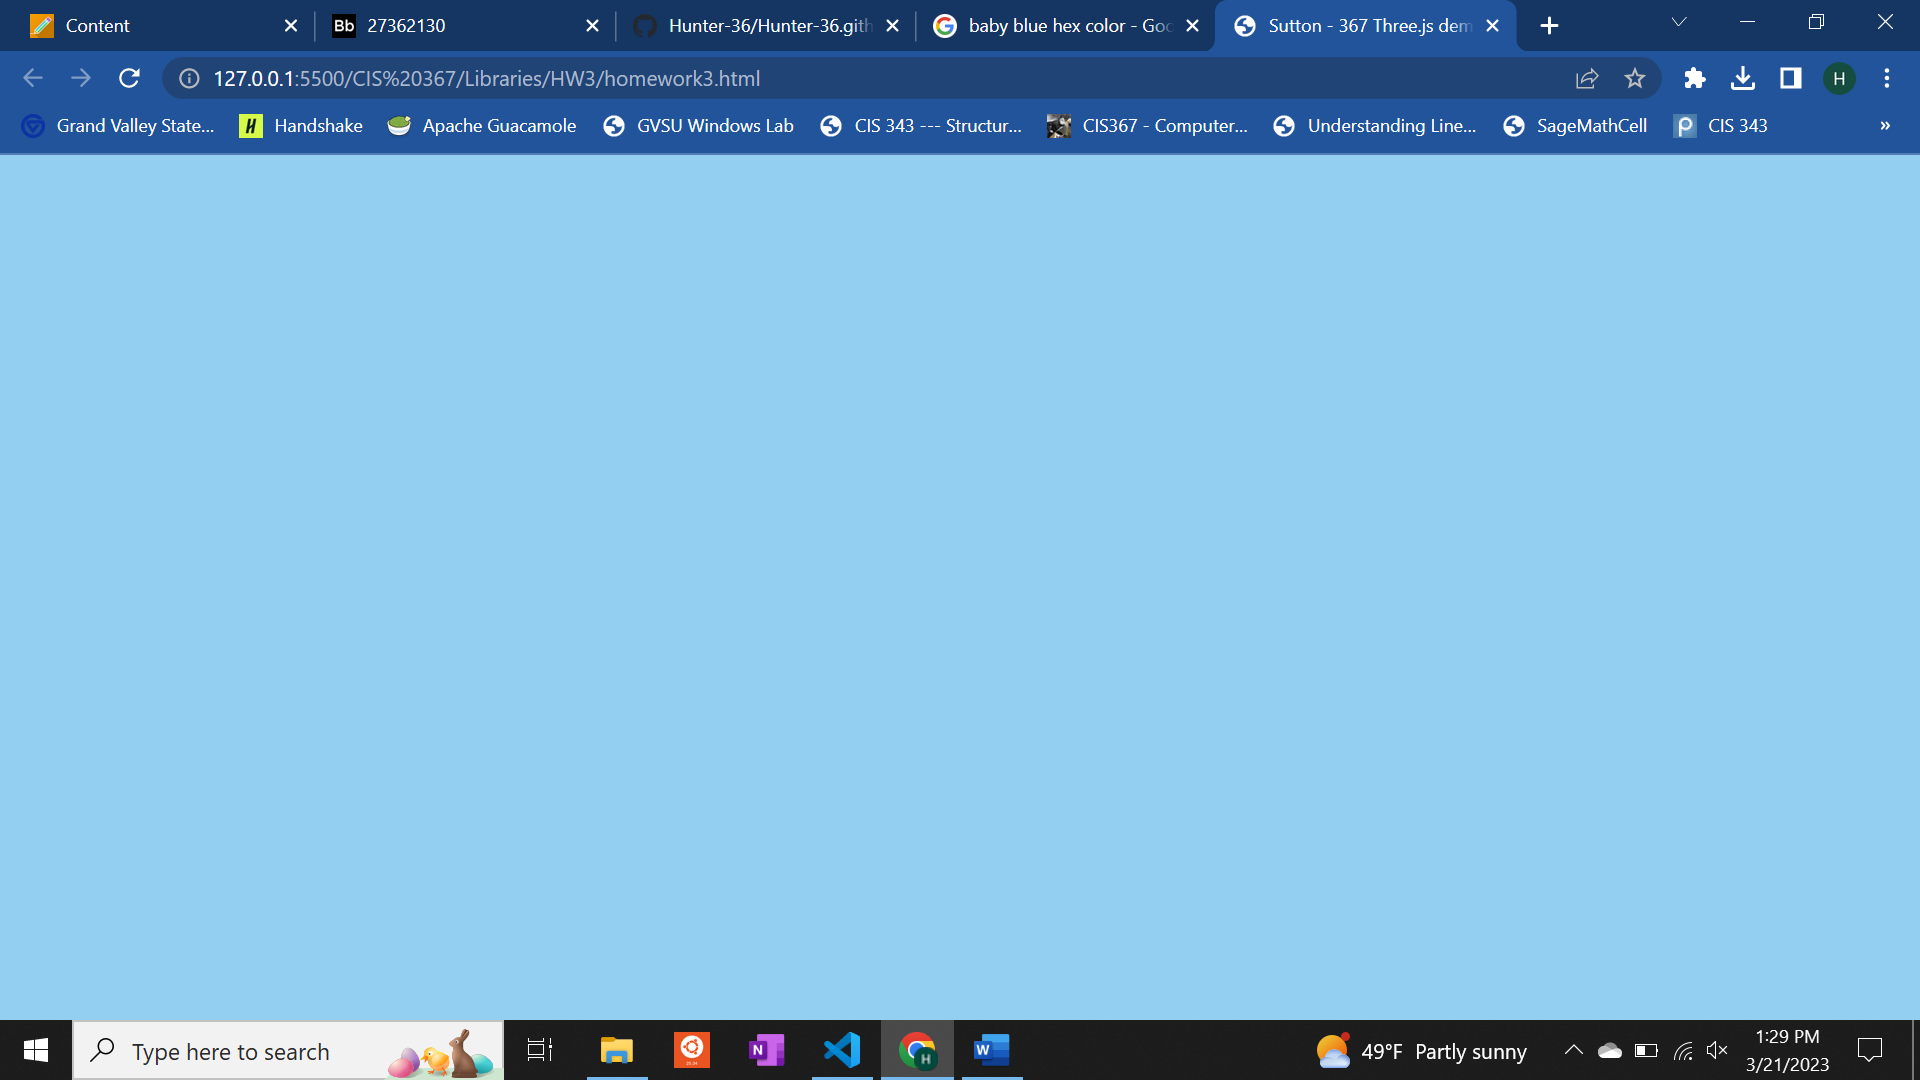 Content
Bb 27362130
Hunter-36/Hunter-36.gith
baby blue hex color - Goo
Sutton - 367 Three.js dem
127.0.0.1:5500/CIS%20367/Libraries/HW3/homework3.html
H
Grand Valley State...
H Handshake
Apache Guacamole
GVSU Windows Lab
CIS 343 --- Structur...
CIS367 - Computer...
Understanding Line...
SageMathCell
p CIS 343
»
Type here to search
N
H
W
49°F Partly sunny
1:29 PM
3/21/2023